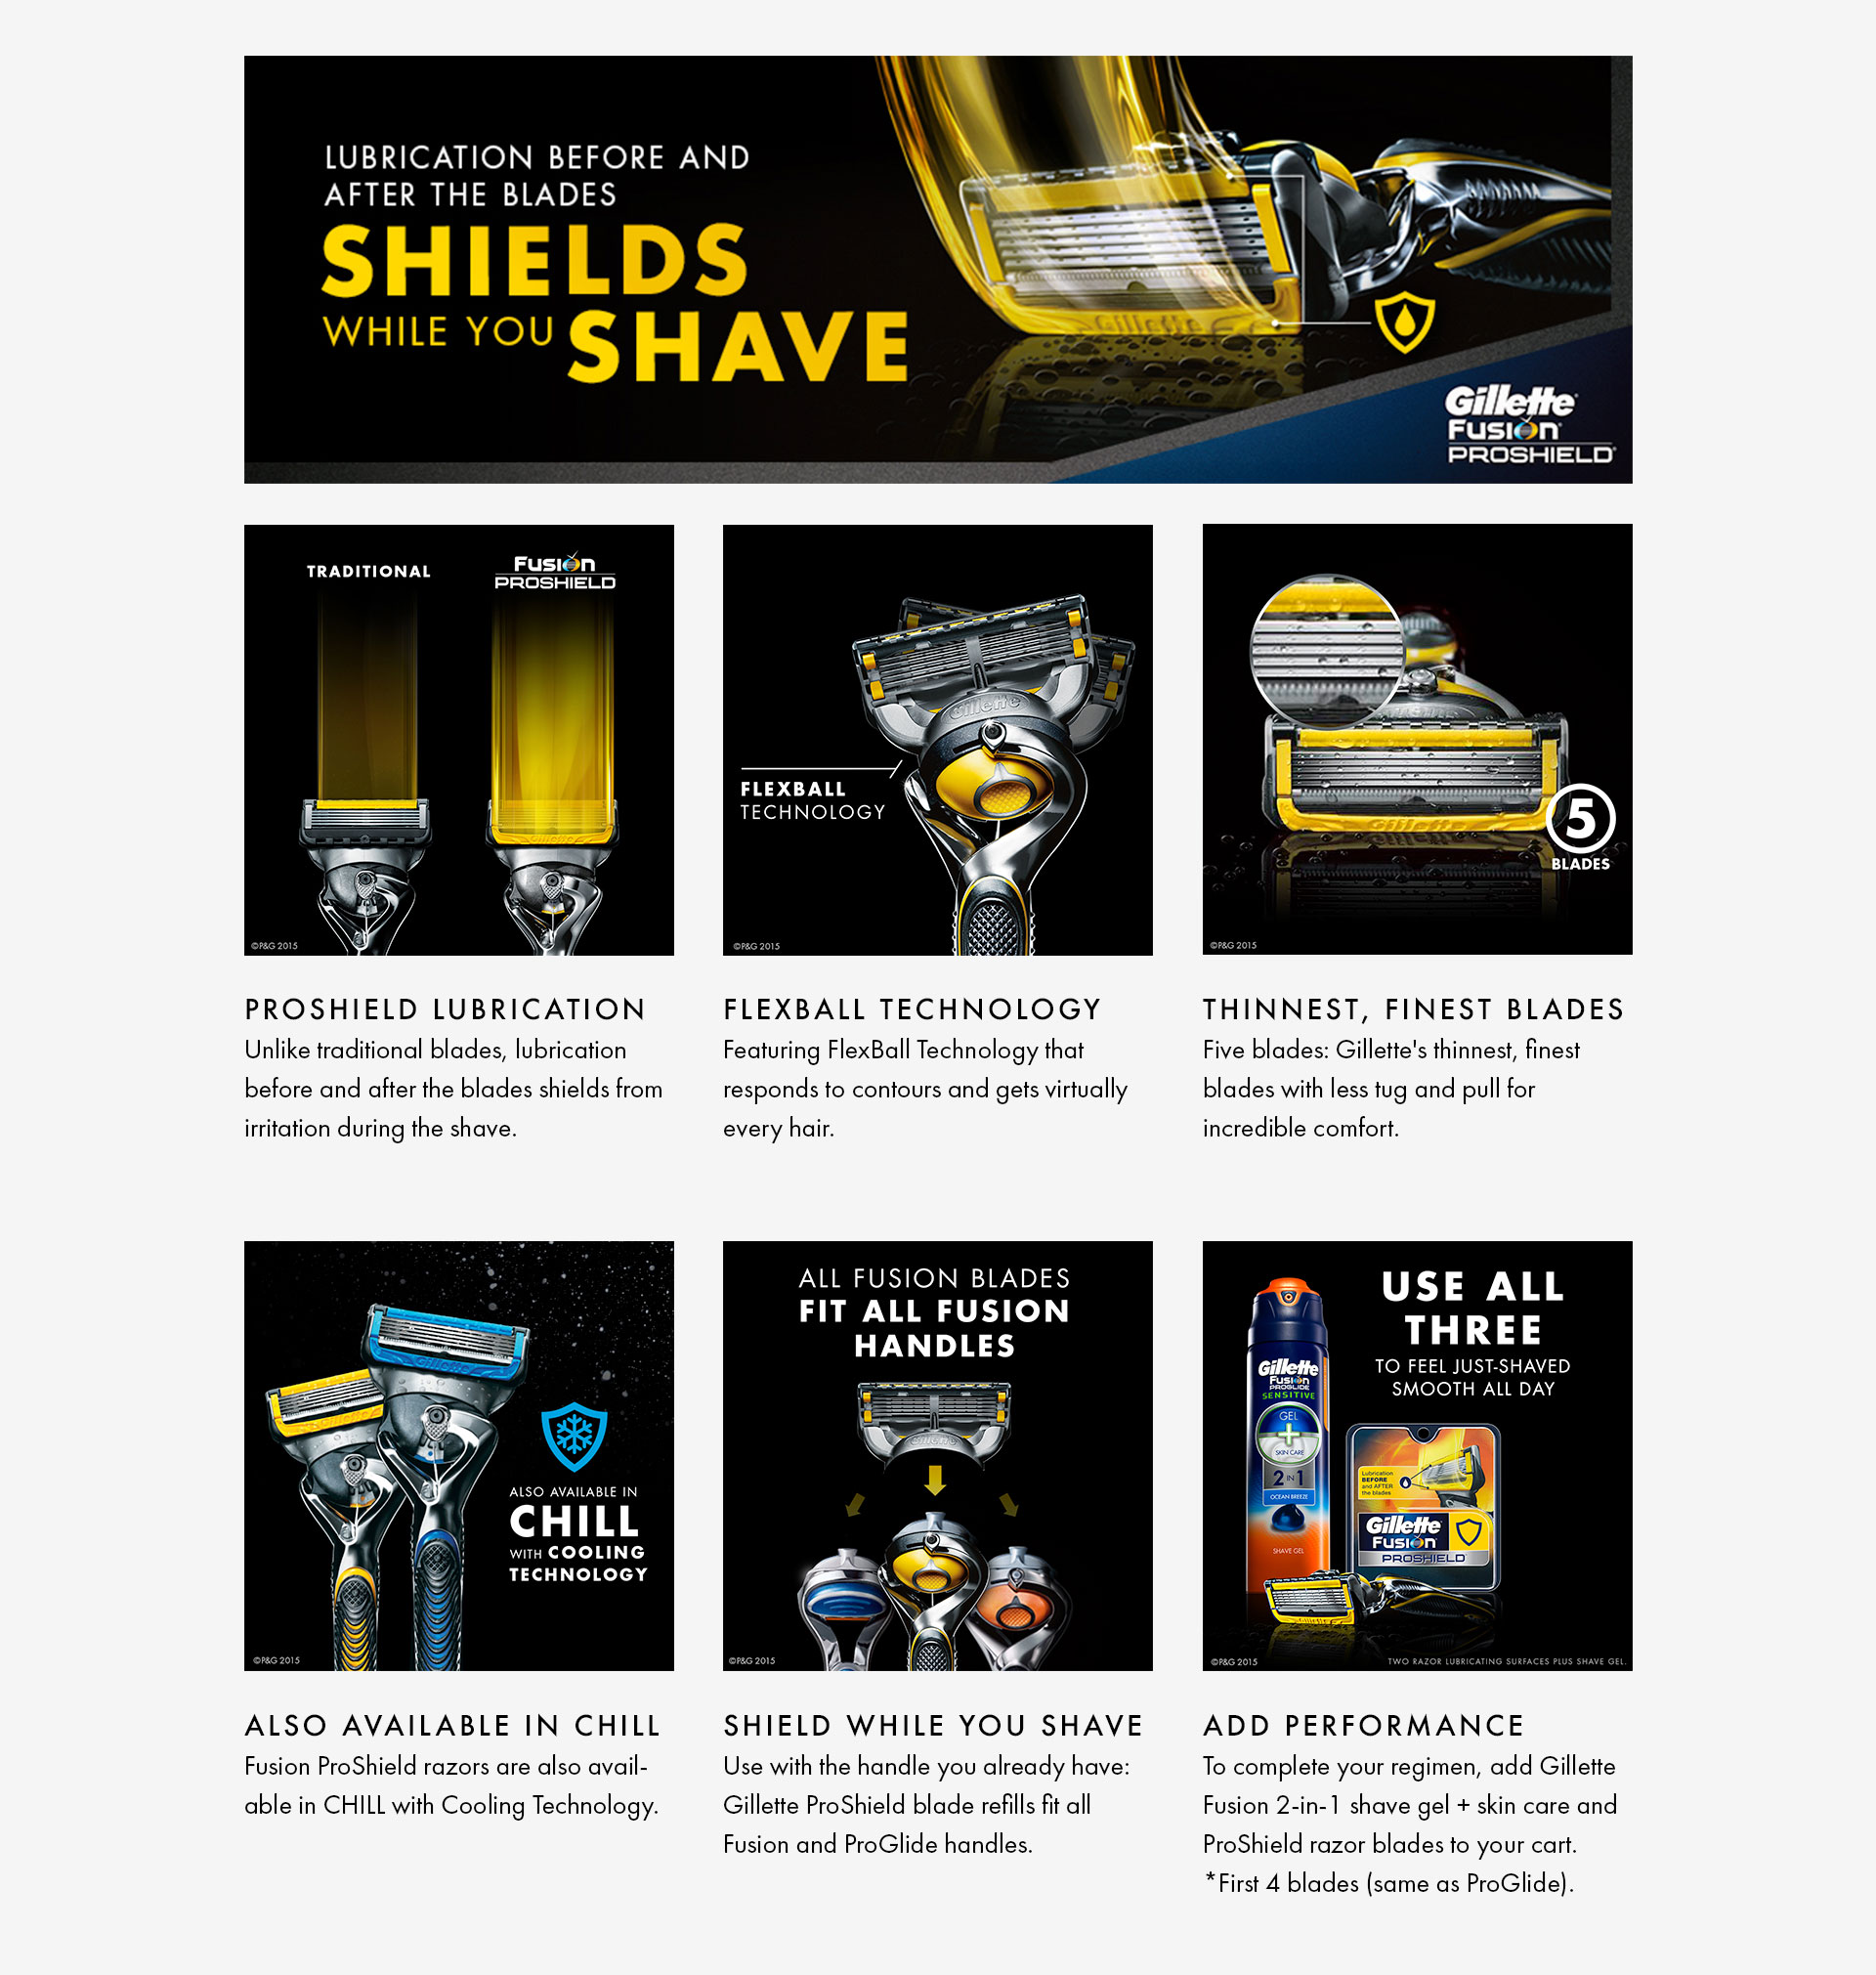 LUBRICATION BEFORE AND
AFTER THE BLADES
SHIELDS
WHILE YOU SHAVE
Gillette
Fusion
PROSHIELD
TRADITIONAL
Fusion
PROSHIELD
©P&G 2015
Gillette
FLEXBALL
TECHNOLOGY
©P&G 2015
Gillette
5
BLADES
©P&G 2015
PROSHIELD LUBRICATION
Unlike traditional blades, lubrication
before and after the blades shields from
irritation during the shave.
FLEXBALL TECHNOLOGY
Featuring FlexBall Technology that
responds to contours and gets virtually
every hair.
THINNEST, FINEST BLADES
Five blades: Gillette's thinnest, finest
blades with less tug and pull for
incredible comfort.
Gillette
ALSO AVAILABLE IN
CHILL
WITH COOLING
TECHNOLOGY
©P&G 2015
ALL FUSION BLADES
FIT ALL FUSION
HANDLES
©P&G 2015
USE ALL
THREE
TO FEEL JUST-SHAVED
SMOOTH ALL DAY
Gillette
Fusion
PROGLIDE
SENSITIVE
GEL
+
SKIN CARE
2 IN 1
OCEAN BREEZE
SHAVE GEL
Lubrication
BEFORE
and AFTER
the blades
Gillette
Fusion
PROSHIELD
©P&G 2015
TWO RAZOR LUBRICATING SURFACES PLUS SHAVE GEL.
ALSO AVAILABLE IN CHILL
Fusion ProShield razors are also avail-
able in CHILL with Cooling Technology.
SHIELD WHILE YOU SHAVE
Use with the handle you already have:
Gillette ProShield blade refills fit all
Fusion and ProGlide handles.
ADD PERFORMANCE
To complete your regimen, add Gillette
Fusion 2-in-1 shave gel + skin care and
ProShield razor blades to your cart.
*First 4 blades (same as ProGlide).